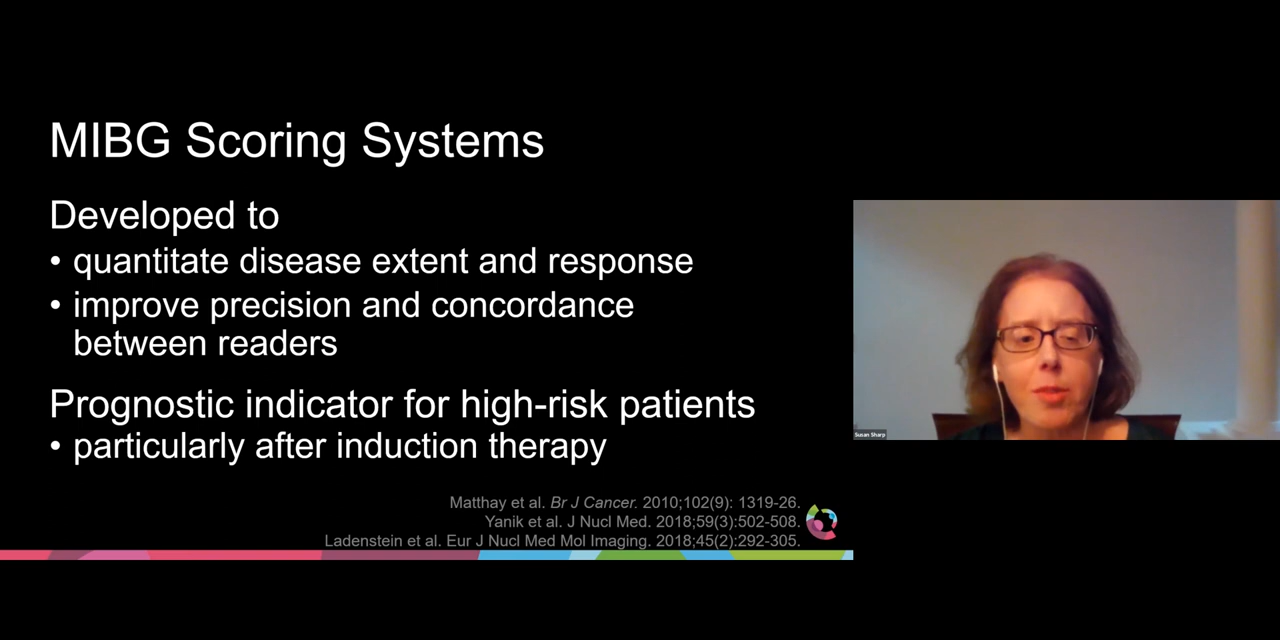 MIBG Scoring Systems
Developed to
• quantitate disease extent and response
• improve precision and concordance
between readers
Prognostic indicator for high-risk patients
• particularly after induction therapy
Matthay et al. Br J Cancer. 2010;102(9): 1319-26.
Yanik et al. J Nucl Med. 2018;59(3):502-508.
Ladenstein et al. Eur J Nucl Med Mol Imaging. 2018;45(2):292-305.
Susan Sharp